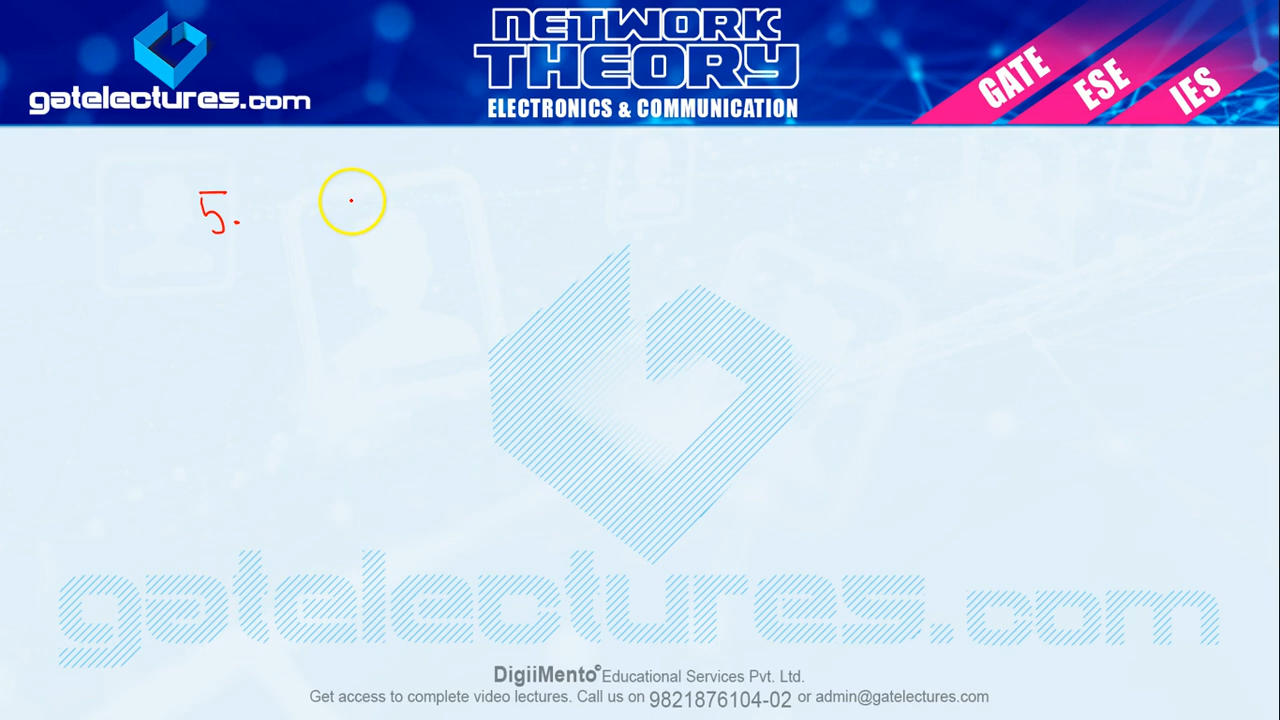 gatelectures.com
NETWORK
THEORY
ELECTRONICS & COMMUNICATION
GATE
ESE
IES
5.
gatelectures.com
DigiiMento© Educational Services Pvt. Ltd.
Get access to complete video lectures. Call us on 9821876104-02 or admin@gatelectures.com